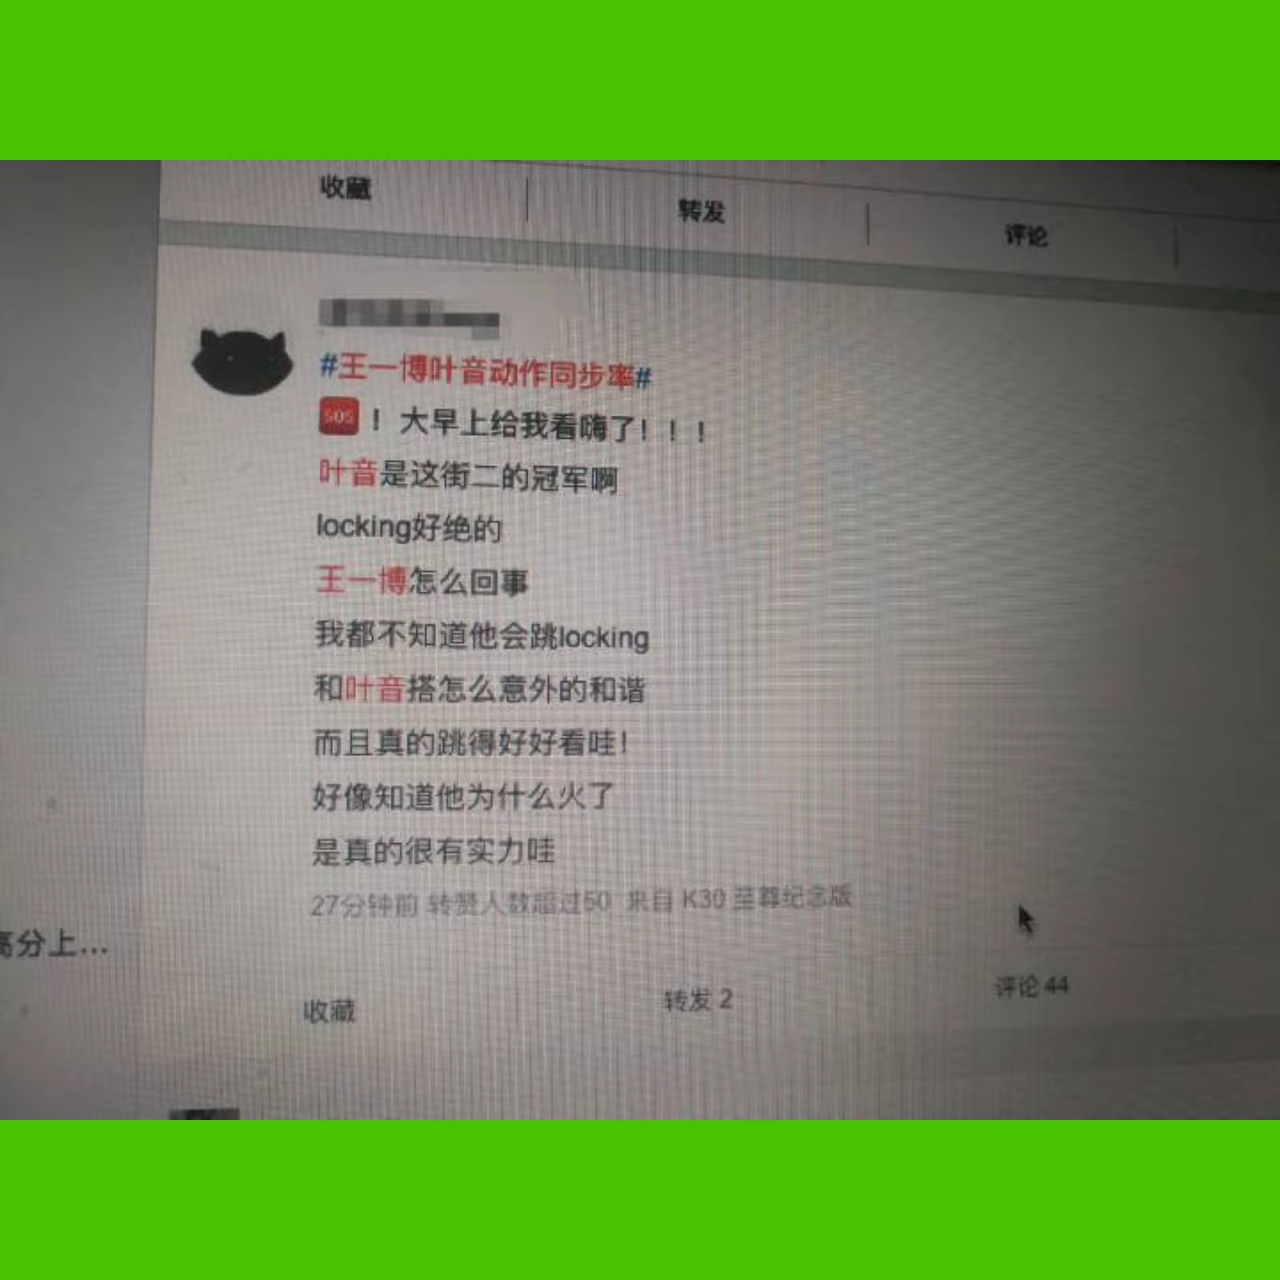 收藏
转发
评论
#王一博叶音动作同步率#
SOS！大早上给我看嗨了！！！
叶音是这街二的冠军啊
locking好绝的
王一博怎么回事
我都不知道他会跳locking
和叶音搭怎么意外的和谐
而且真的跳得好好看哇！
好像知道他为什么火了
是真的很有实力哇
27分钟前 转赞人数超过50 来自 K30 至尊纪念版
高分上...
收藏
转发 2
评论 44